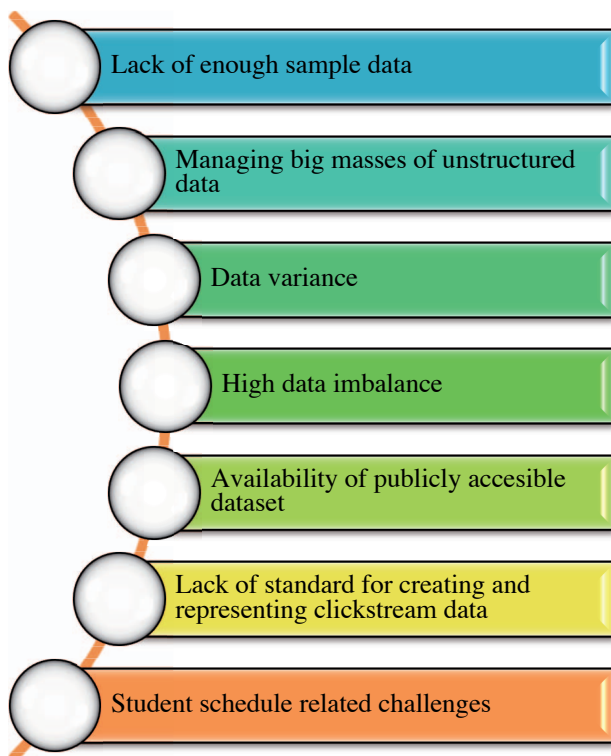 Lack of enough sample data
Managing big masses of unstructured
data
Data variance
High data imbalance
Availability of publicly accesible
dataset
Lack of standard for creating and
representing clickstream data
Student schedule related challenges